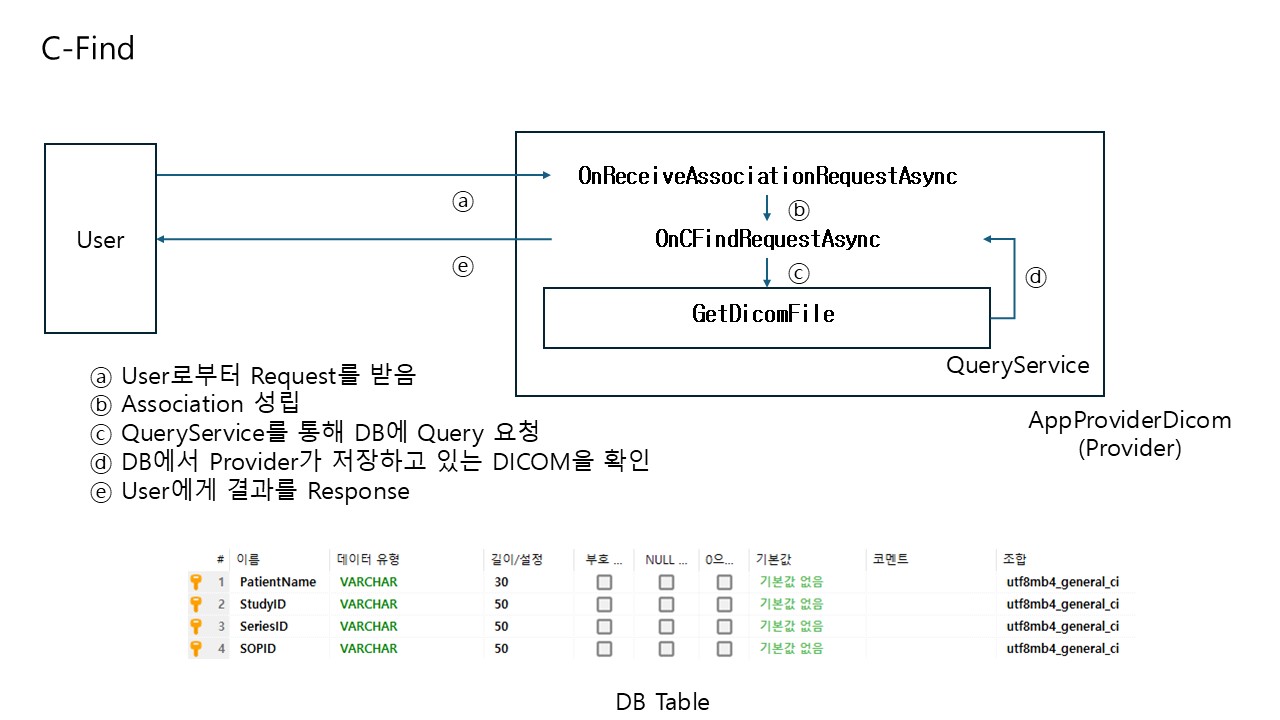 C-Find
OnReceiveAssociationRequestAsync
ⓐ
ⓑ
User
OnCFindRequestAsync
ⓔ
ⓒ
ⓓ
GetDicomFile
QueryService
AppProviderDicom
(Provider)
ⓐ User로부터 Request를 받음
ⓑ Association 성립
ⓒ QueryService를 통해 DB에 Query 요청
ⓓ DB에서 Provider가 저장하고 있는 DICOM을 확인
ⓔ User에게 결과를 Response
# 이름 데이터 유형 길이/설정 부호 ... NULL ... 0으... 기본값 코멘트 조합
1 PatientName VARCHAR 30 기본값 없음 utf8mb4_general_ci
2 StudyID VARCHAR 50 기본값 없음 utf8mb4_general_ci
3 SeriesID VARCHAR 50 기본값 없음 utf8mb4_general_ci
4 SOPID VARCHAR 50 기본값 없음 utf8mb4_general_ci
DB Table